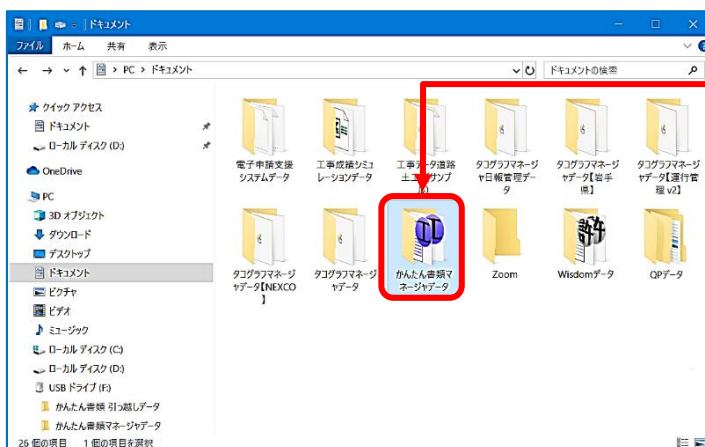 ドキュメント
ファイル ホーム 共有 表示
PC > ドキュメント
ドキュメントの検索
クイック アクセス
ドキュメント
ローカル ディスク (D:)
OneDrive
PC
3D オブジェクト
ダウンロード
デスクトップ
ドキュメント
ピクチャ
ビデオ
ミュージック
ローカル ディスク (C:)
ローカル ディスク (D:)
USB ドライブ (F:)
かんたん書類 引っ越しデータ
かんたん書類マネージャデータ
電子申請支援
システムデータ
工事成績シミュ
レーションデータ
工事データ道路
土工(サンプ
タコグラフマネージ
ャ日報管理デー
タ
タコグラフマネージ
ャデータ【岩手
県】
タコグラフマネージ
ャデータ【運行管
理 v2】
タコグラフマネージ
ャデータ【NEXCO
】
タコグラフマネージ
ャデータ
かんたん書類マ
ネージャデータ
Zoom
Wisdomデータ
QPデータ
26 個の項目 1 個の項目を選択